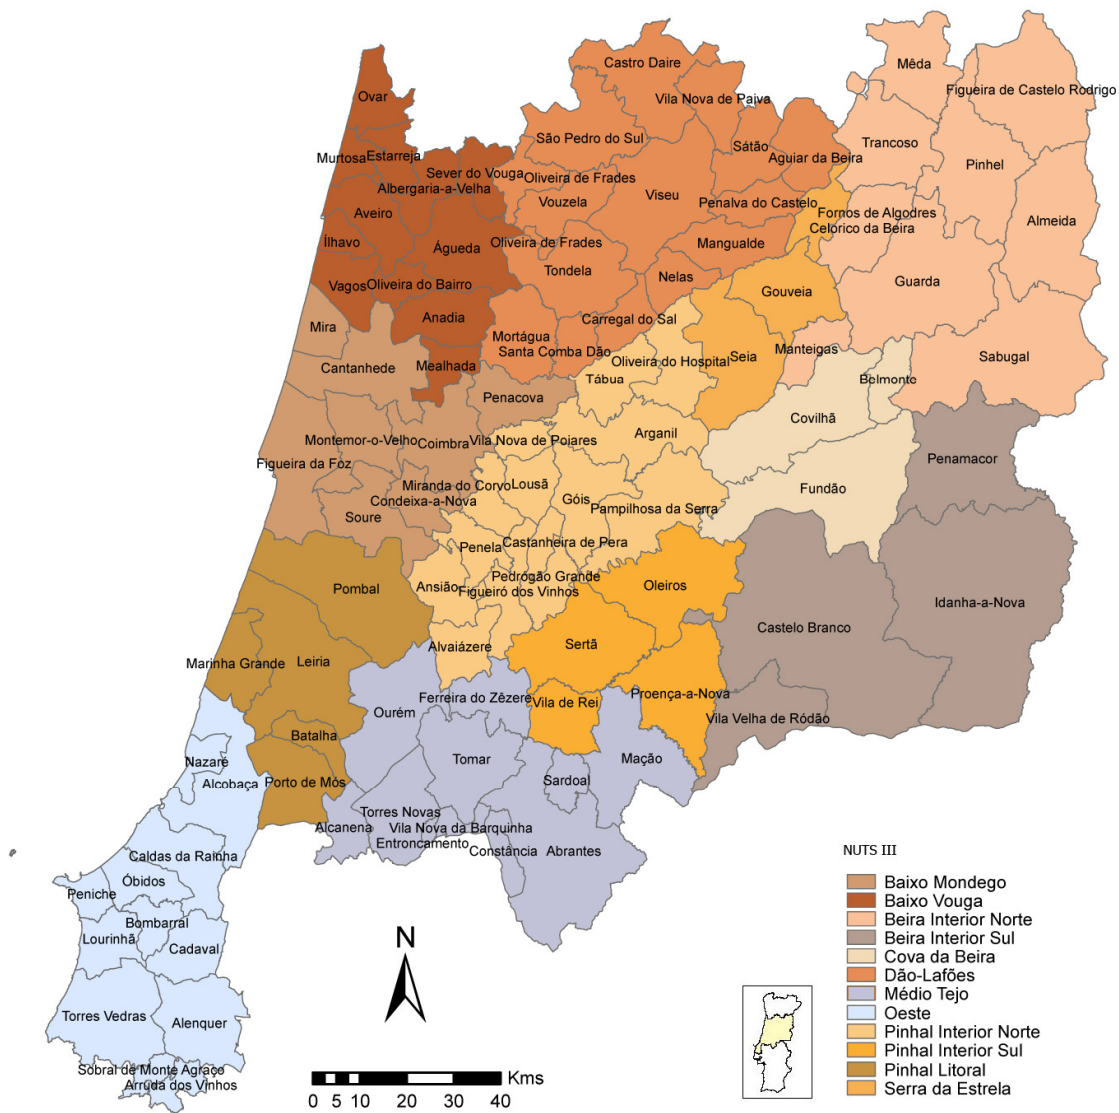 Castro Daire
Mêda
Figueira de Castelo Rodrigo
Ovar
Vila Nova de Paiva
São Pedro do Sul
Sátão
Trancoso
Murtosa
Estarreja
Aguiar da Beira
Pinhel
Sever do Vouga
Oliveira de Frades
Albergaria-a-Velha
Viseu
Vouzela
Penalva do Castelo
Aveiro
Fornos de Algodres
Almeida
Celorico da Beira
Ílhavo
Águeda
Oliveira de Frades
Mangualde
Tondela
Nelas
Guarda
Vagos
Oliveira do Bairro
Gouveia
Anadia
Carregal do Sal
Mira
Mortágua
Santa Comba Dão
Manteigas
Seia
Sabugal
Cantanhede
Mealhada
Oliveira do Hospital
Tábua
Belmonte
Penacova
Covilhã
Montemor-o-Velho
Coimbra
Vila Nova de Poiares
Arganil
Figueira da Fóz
Penamacor
Miranda do Corvo
Lousã
Fundão
Condeixa-a-Nova
Góis
Pampilhosa da Serra
Soure
Penela
Castanheira de Pera
Pombal
Ansião
Pedrogão Grande
Figueiró dos Vinhos
Oleiros
Idanha-a-Nova
Castelo Branco
Alvaiázere
Sertã
Marinha Grande
Leiria
Ferreira do Zêzere
Vila de Rei
Proença-a-Nova
Ourém
Vila Velha de Ródão
Batalha
Nazaré
Tomar
Mação
Alcobaça
Porto de Mós
Sardoal
Torres Novas
Alcanena
Vila Nova da Barquinha
Entroncamento
Constância
Abrantes
Caldas da Rainha
Óbidos
Peniche
Bombarral
Lourinhã
Cadaval
Torres Vedras
Alenquer
Sobral de Monte Agraço
Arruda dos Vinhos
N
Kms
0 5 10 20 30 40
NUTS III
Baixo Mondego
Baixo Vouga
Beira Interior Norte
Beira Interior Sul
Cova da Beira
Dão-Lafões
Médio Tejo
Oeste
Pinhal Interior Norte
Pinhal Interior Sul
Pinhal Litoral
Serra da Estrela